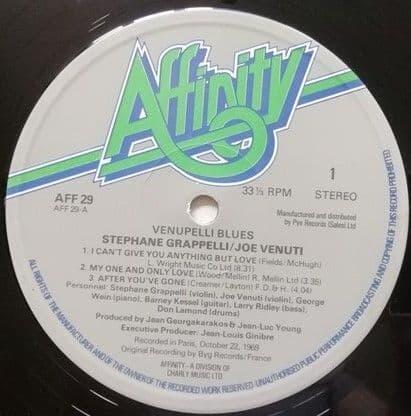 Affinity
AFF 29
AFF 29-A
33⅓ RPM
1
STEREO
Manufactured and distributed
by Pye Records (Sales) Ltd
VENUPELLI BLUES
STEPHANE GRAPPELLI/JOE VENUTI
1. I CAN'T GIVE YOU ANYTHING BUT LOVE (Fields/McHugh)
L. Wright Music Co Ltd (8.31)
2. MY ONE AND ONLY LOVE (Wood/Mellin) R. Mellin Ltd (3.35)
3. AFTER YOU'VE GONE (Creamer/Layton) F.D. & H. (4.04)
Personnel: Stephane Grappelli (violin), Joe Venuti (violin), George
Wein (piano), Barney Kessel (guitar), Larry Ridley (bass),
Don Lamond (drums)
Produced by Jean Georgakarakos & Jean-Luc Young
Executive Producer: Jean-Louis Ginibre
Recorded in Paris, October 22, 1969
Original Recording by Byg Records/France
AFFINITY - A DIVISION OF
CHARLY MUSIC LTD
ALL RIGHTS OF THE MANUFACTURER AND OF THE OWNER OF THE RECORDED WORK RESERVED · UNAUTHORISED PUBLIC PERFORMANCE BROADCASTING AND COPYING OF THIS RECORD PROHIBITED